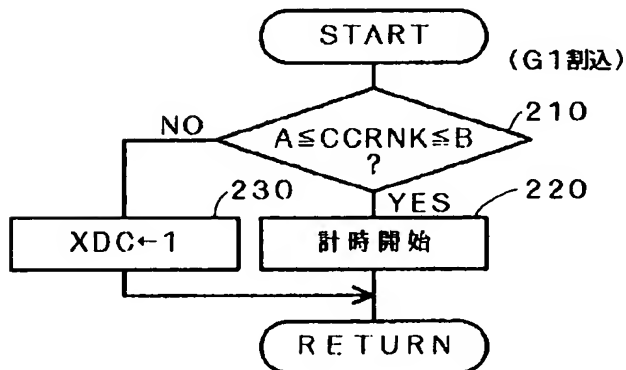 START
(G1割込)
210
NO
A≦CCRNK≦B
?
230
YES
220
XDC←1
計時開始
RETURN